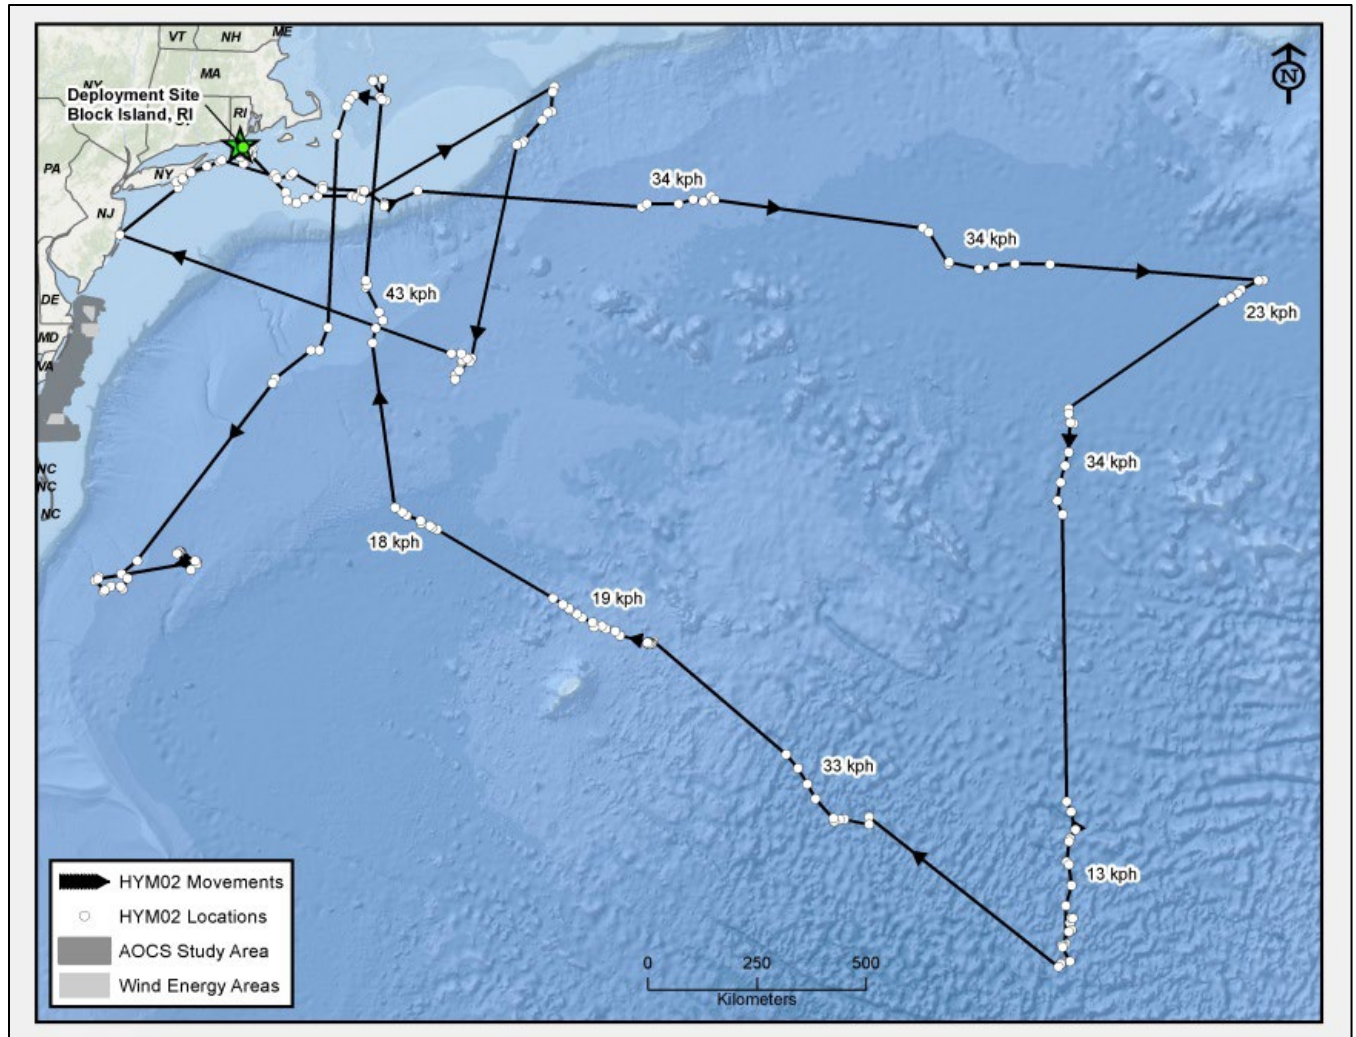 VT
NH
ME
MA
NY
Deployment Site
Block Island, RI
RI
PA
NY
NJ
34 kph
34 kph
23 kph
DE
43 kph
MD
VA
34 kph
NC
NC
NC
18 kph
19 kph
33 kph
13 kph
N
HYM02 Movements
HYM02 Locations
AOCS Study Area
Wind Energy Areas
0 250 500
Kilometers